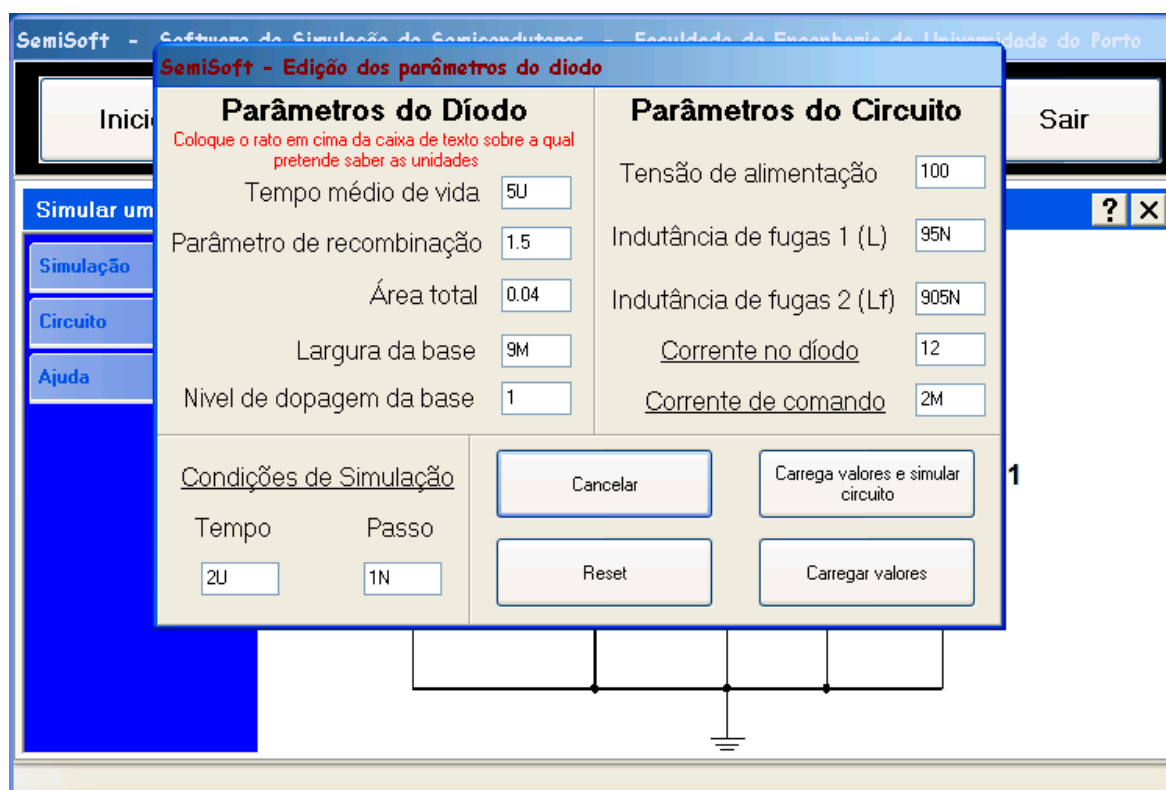 SemiSoft - Software de Simulação de Semicondutores - Faculdade de Engenharia da Universidade do Porto
SemiSoft - Edição dos parâmetros do diodo
Inici
Sair
Parâmetros do Díodo
Coloque o rato em cima da caixa de texto sobre a qual
pretende saber as unidades
Tempo médio de vida 5U
Parâmetro de recombinação 1.5
Área total 0.04
Largura da base 9M
Nivel de dopagem da base 1
Parâmetros do Circuito
Tensão de alimentação 100
Indutância de fugas 1 (L) 95N
Indutância de fugas 2 (Lf) 905N
Corrente no díodo 12
Corrente de comando 2M
Simular um
? ×
Simulação
Circuito
Ajuda
Condições de Simulação
Tempo Passo
2U 1N
Cancelar
Carrega valores e simular
circuito
Reset
Carregar valores
1